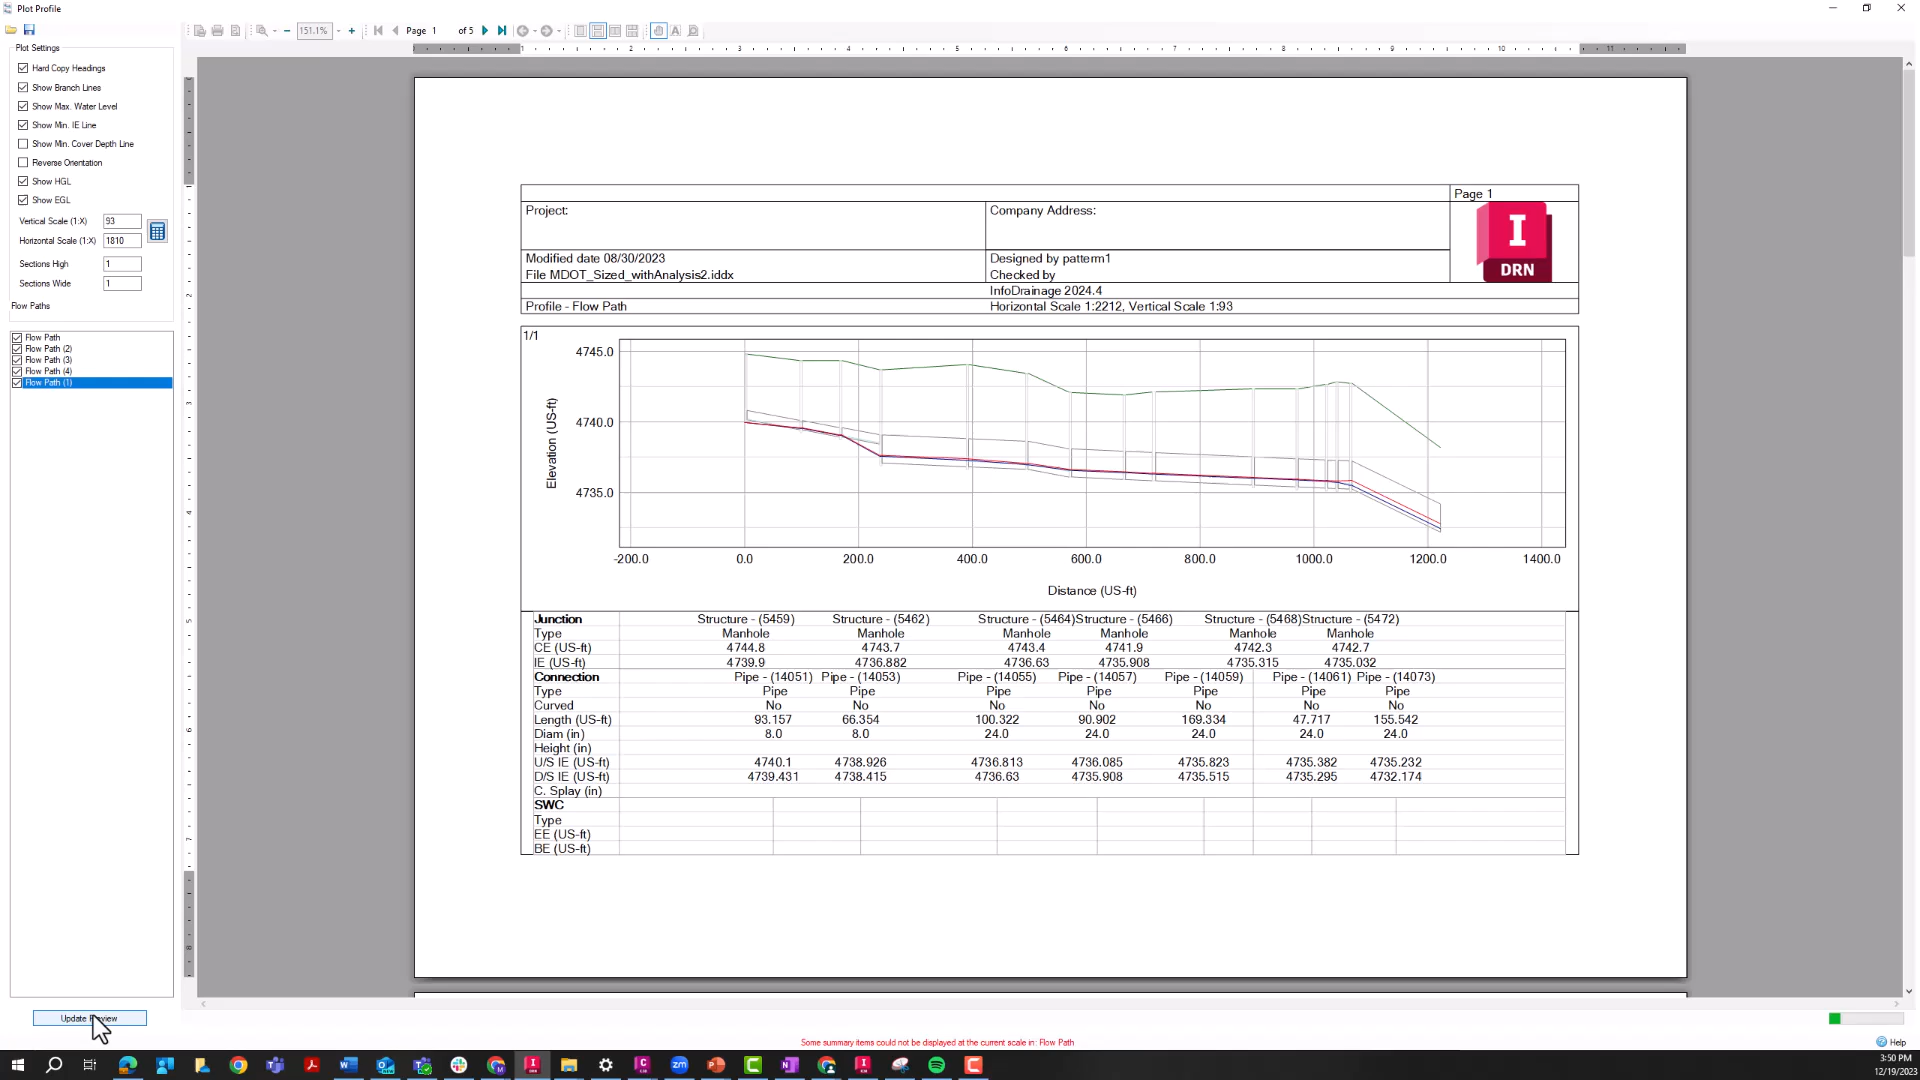 Plot Profile
151.1%
Page 1 of 5
Plot Settings
Hard Copy Headings
Show Branch Lines
Show Max. Water Level
Show Min. IE Line
Show Min. Cover Depth Line
Reverse Orientation
Show HGL
Show EGL
Vertical Scale (1:X) 93
Horizontal Scale (1:X) 1810
Sections High 1
Sections Wide 1
Flow Paths
Flow Path
Flow Path (2)
Flow Path (3)
Flow Path (4)
Flow Path (1)
Page 1
Project: Company Address:
I
DRN
Modified date 08/30/2023 Designed by patterm1
File MDOT_Sized_withAnalysis2.iddx Checked by
InfoDrainage 2024.4
Profile - Flow Path Horizontal Scale 1:2212, Vertical Scale 1:93
1/1
4745.0
4740.0
4735.0
Elevation (US-ft)
-200.0 0.0 200.0 400.0 600.0 800.0 1000.0 1200.0 1400.0
Distance (US-ft)
Junction Structure - (5459) Structure - (5462) Structure - (5464) Structure - (5466) Structure - (5468) Structure - (5472)
Type Manhole Manhole Manhole Manhole Manhole Manhole
CE (US-ft) 4744.8 4743.7 4743.4 4741.9 4742.3 4742.7
IE (US-ft) 4739.9 4736.882 4736.63 4735.908 4735.315 4735.032
Connection Pipe - (14051) Pipe - (14053) Pipe - (14055) Pipe - (14057) Pipe - (14059) Pipe - (14061) Pipe - (14073)
Type Pipe Pipe Pipe Pipe Pipe Pipe Pipe
Curved No No No No No No No
Length (US-ft) 93.157 66.354 100.322 90.902 169.334 47.717 155.542
Diam (in) 8.0 8.0 24.0 24.0 24.0 24.0 24.0
Height (in)
U/S IE (US-ft) 4740.1 4738.926 4736.813 4736.085 4735.823 4735.382 4735.232
D/S IE (US-ft) 4739.431 4738.415 4736.63 4735.908 4735.515 4735.295 4732.174
C. Splay (in)
SWC
Type
EE (US-ft)
BE (US-ft)
Update Preview
Some summary items could not be displayed at the current scale in: Flow Path
Help
3:50 PM
12/19/2023